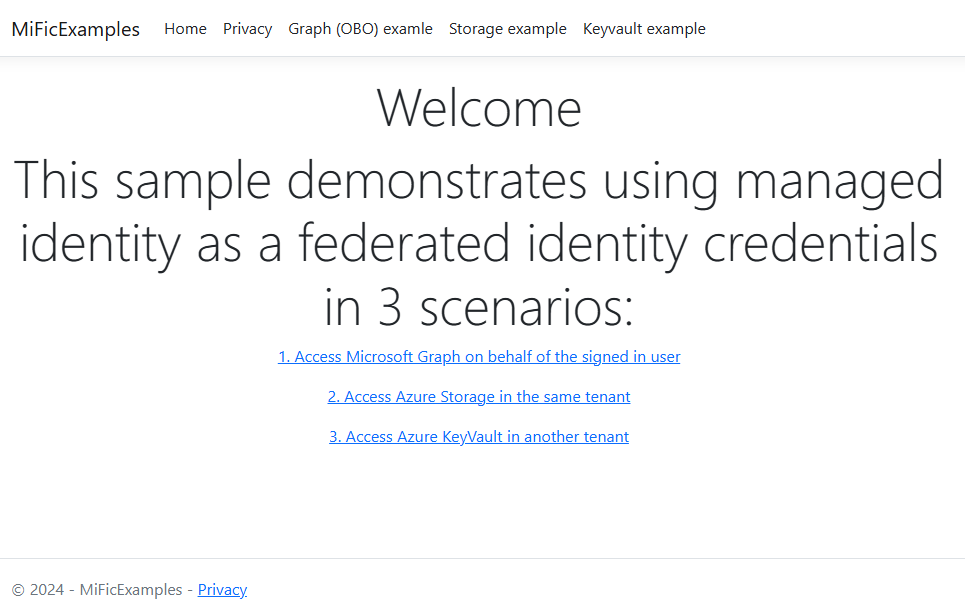 MiFicExamples Home Privacy Graph (OBO) examle Storage example Keyvault example
Welcome
This sample demonstrates using managed
identity as a federated identity credentials
in 3 scenarios:
1. Access Microsoft Graph on behalf of the signed in user
2. Access Azure Storage in the same tenant
3. Access Azure KeyVault in another tenant
© 2024 - MiFicExamples - Privacy